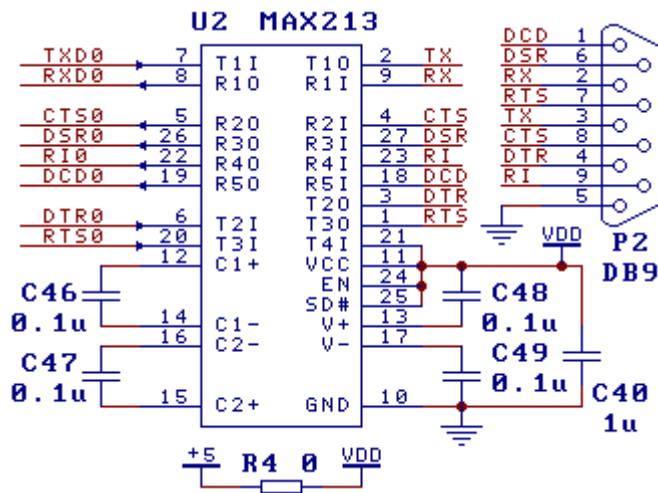 U2 MAX213
TXD0 7 T1I T1O 2 TX
RXD0 8 R1O R1I 9 RX
CTS0 5 R2O R2I 4 CTS
DSR0 26 R3O R3I 27 DSR
RI0 22 R4O R4I 23 RI
DCD0 19 R5O R5I 18 DCD
T2O 3 DTR
DTR0 6 T2I T3O 1 RTS
RTS0 20 T3I T4I 21
12 C1+ VCC 11
EN 24
SD# 25
C46 0.1u
14 C1- V+ 13
16 C2- V- 17
C47 0.1u
15 C2+ GND 10
C48 0.1u
C49 0.1u
C40 1u
VDD
DCD 1
DSR 6
RX 2
RTS 7
TX 3
CTS 8
DTR 4
RI 9
5
P2
DB9
+5 R4 0 VDD